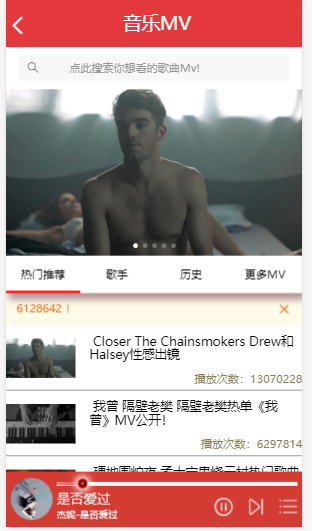 音乐MV
点此搜索你想看的歌曲Mv!
热门推荐 歌手 历史 更多MV
6128642！
Closer The Chainsmokers Drew和
Halsey性感出镜
播放次数：13070228
我曾 隔壁老樊 隔壁老樊热单《我
曾》MV公开！
播放次数：6297814
是否爱过
杰妮-是否爱过